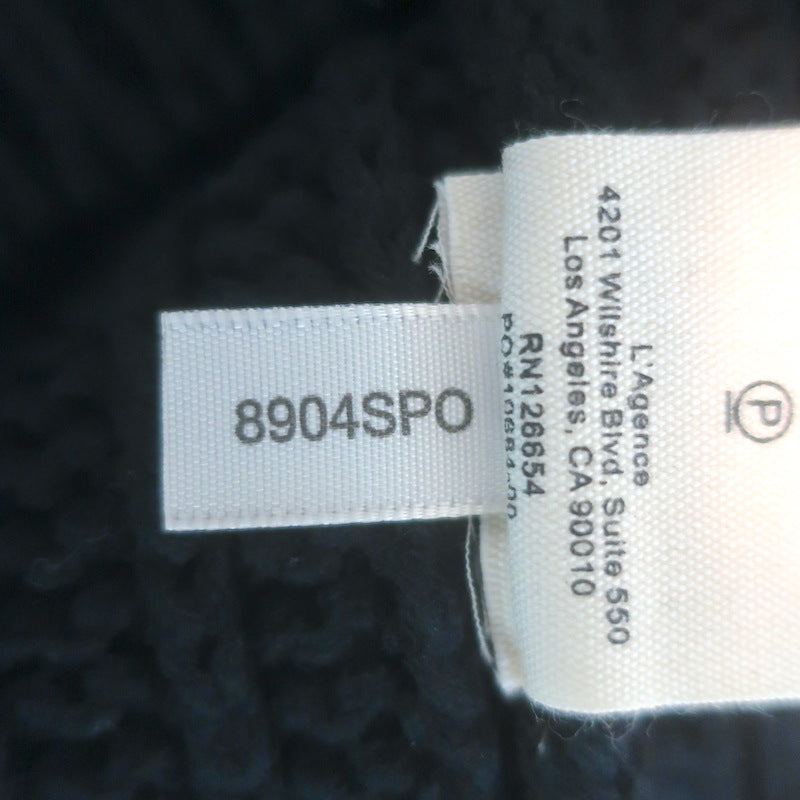 8904SPO
L'Agence
4201 Wilshire Blvd, Suite 550
Los Angeles, CA 90010
RN126654
P